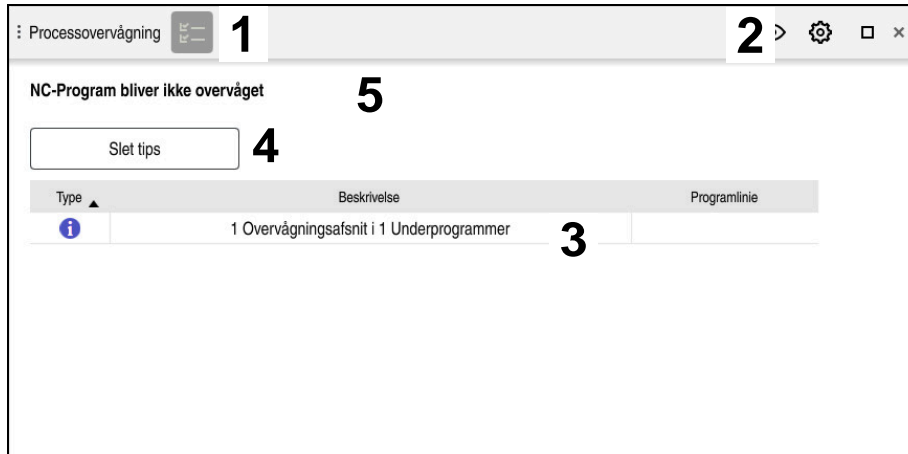 Processovervågning 1 2
NC-Program bliver ikke overvåget 5
Slet tips 4
Type Beskrivelse Programlinie
1 Overvågningsafsnit i 1 Underprogrammer 3